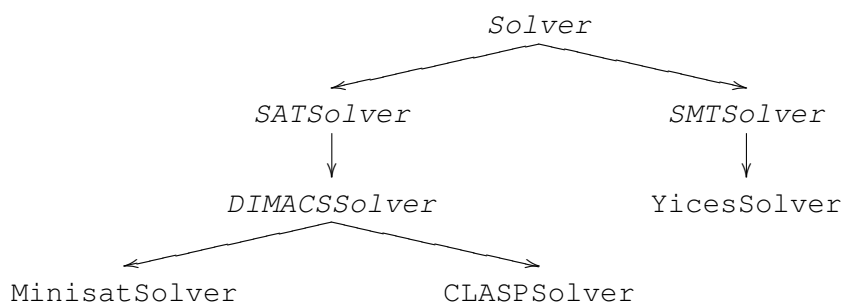 Solver
SATSolver SMTSolver
DIMACSSolver YicesSolver
MinisatSolver CLASPSolver